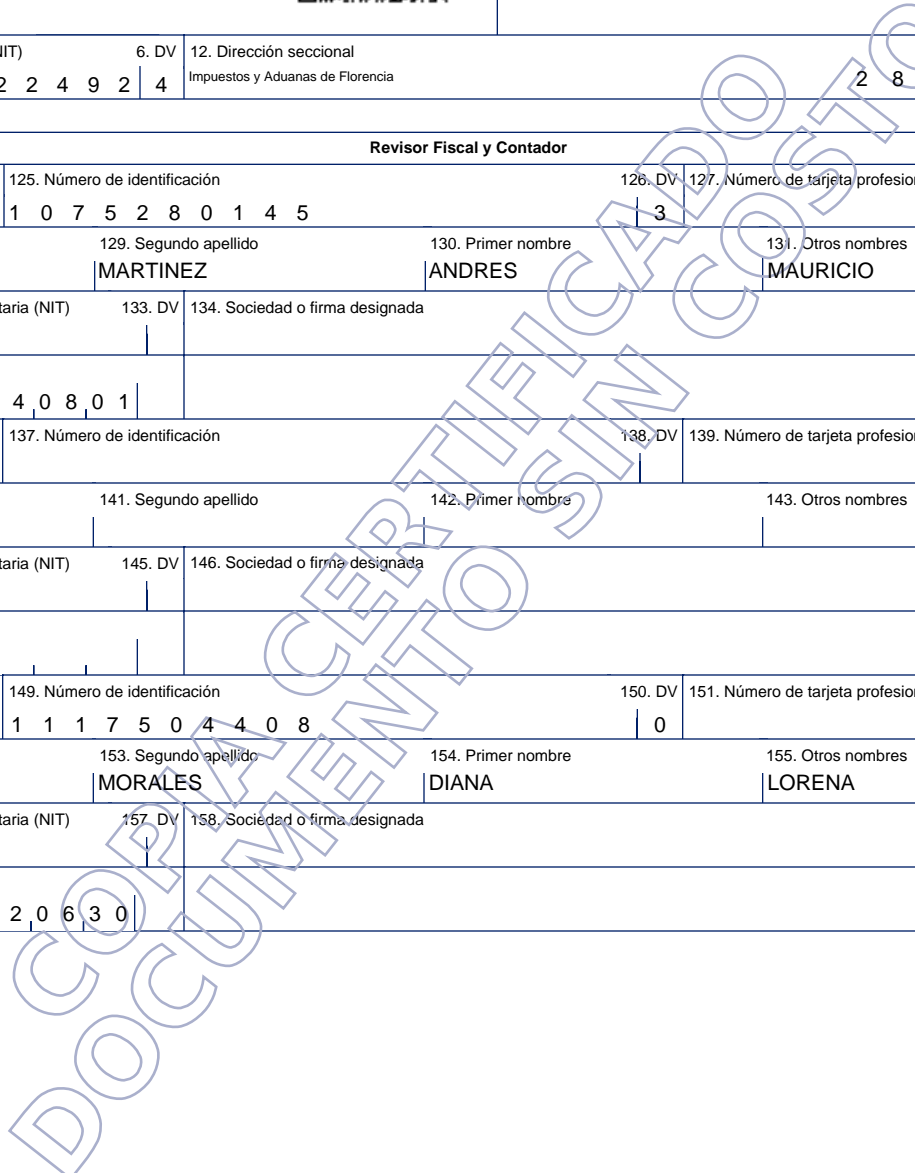 NIT) 6. DV 12. Dirección seccional
2 2 4 9 2 4 Impuestos y Aduanas de Florencia 2 8
Revisor Fiscal y Contador
125. Número de identificación 126. DV 127. Número de tarjeta profesion
1 0 7 5 2 8 0 1 4 5 3
129. Segundo apellido 130. Primer nombre 131. Otros nombres
MARTINEZ ANDRES MAURICIO
taria (NIT) 133. DV 134. Sociedad o firma designada
4 0 8 0 1
137. Número de identificación 138. DV 139. Número de tarjeta profesion
141. Segundo apellido 142. Primer nombre 143. Otros nombres
taria (NIT) 145. DV 146. Sociedad o firma designada
149. Número de identificación 150. DV 151. Número de tarjeta profesion
1 1 1 7 5 0 4 4 0 8 0
153. Segundo apellido 154. Primer nombre 155. Otros nombres
MORALES DIANA LORENA
taria (NIT) 157. DV 158. Sociedad o firma designada
2 0 6 3 0
COPIA CERTIFICADO
DOCUMENTO SIN COSTO